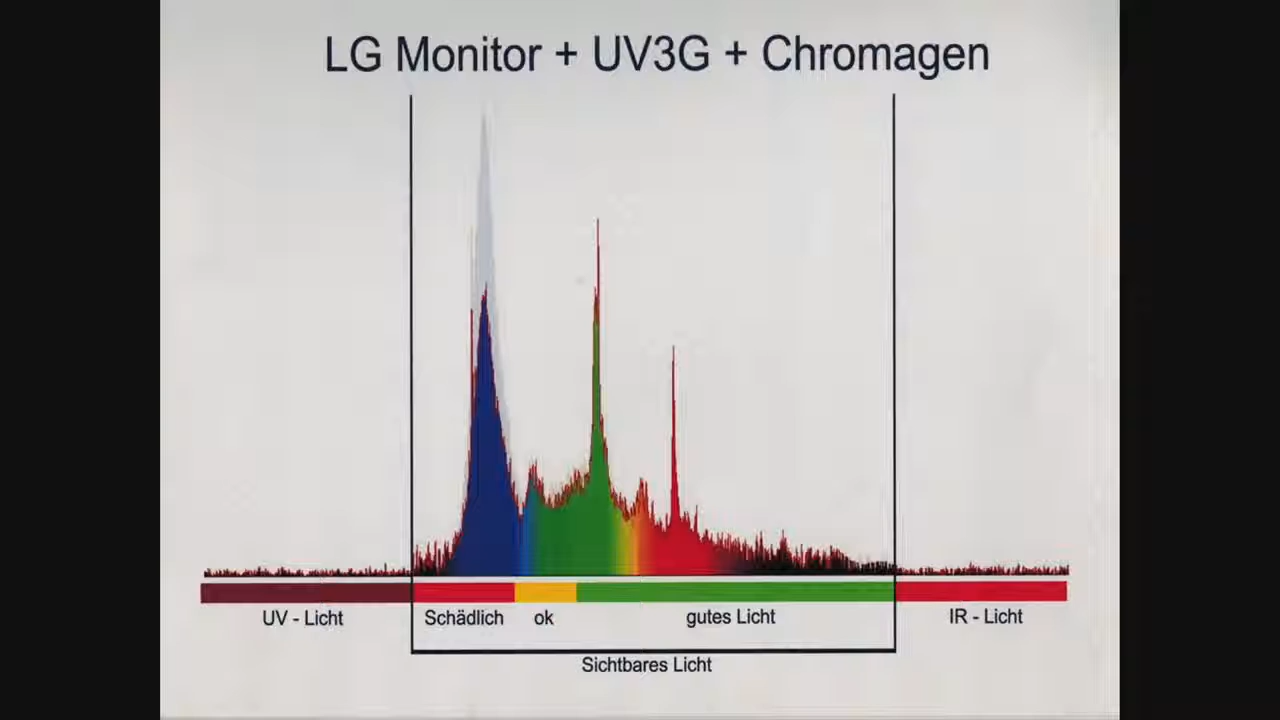 LG Monitor + UV3G + Chromagen
UV - Licht
Schädlich
ok
gutes Licht
IR - Licht
Sichtbares Licht